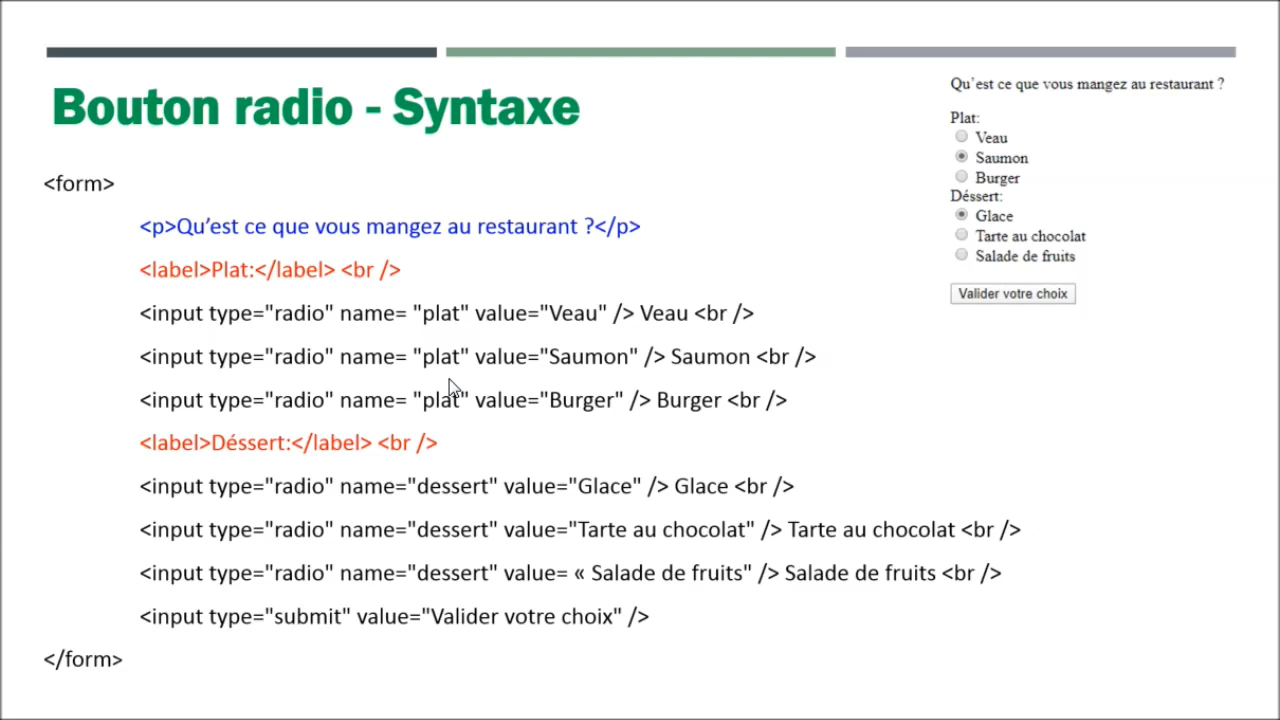 Bouton radio - Syntaxe
<form>
<p>Qu’est ce que vous mangez au restaurant ?</p>
<label>Plat:</label> <br />
<input type="radio" name= "plat" value="Veau" /> Veau <br />
<input type="radio" name= "plat" value="Saumon" /> Saumon <br />
<input type="radio" name= "plat" value="Burger" /> Burger <br />
<label>Déssert:</label> <br />
<input type="radio" name="dessert" value="Glace" /> Glace <br />
<input type="radio" name="dessert" value="Tarte au chocolat" /> Tarte au chocolat <br />
<input type="radio" name="dessert" value= « Salade de fruits" /> Salade de fruits <br />
<input type="submit" value="Valider votre choix" />
</form>
Qu’est ce que vous mangez au restaurant ?
Plat:
Veau
Saumon
Burger
Déssert:
Glace
Tarte au chocolat
Salade de fruits
Valider votre choix